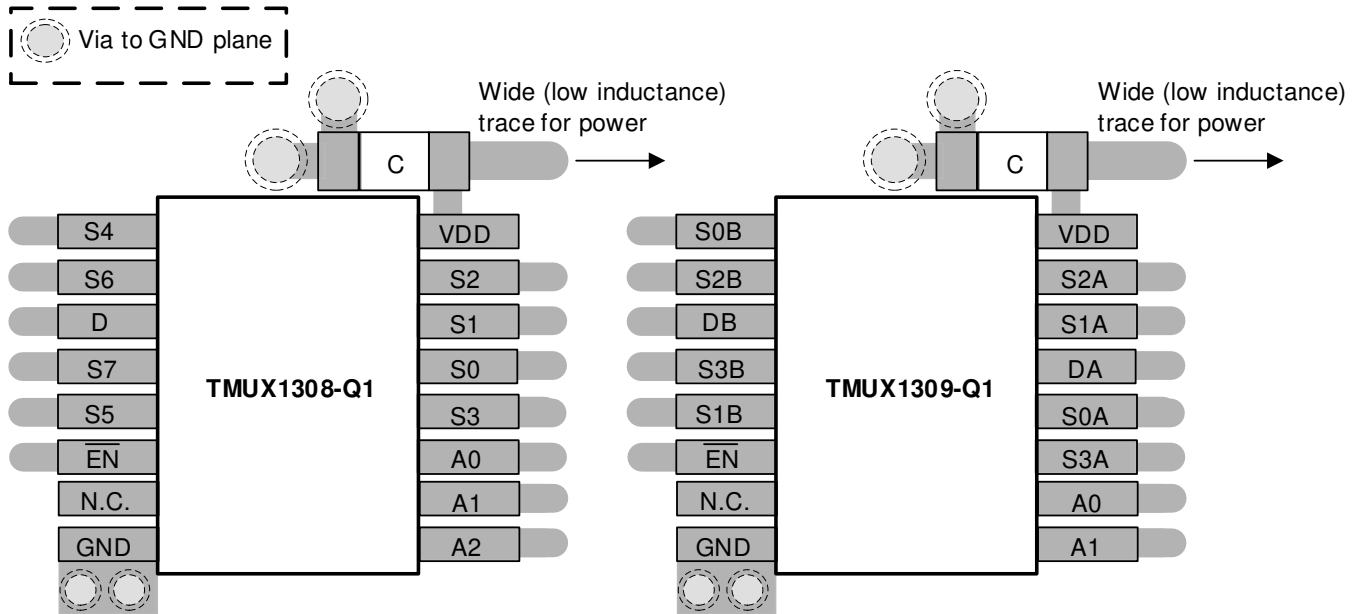 Via to GND plane
Wide (low inductance)
trace for power
C
S4
S6
D
S7
S5
EN
N.C.
GND
TMUX1308-Q1
VDD
S2
S1
S0
S3
A0
A1
A2
Wide (low inductance)
trace for power
C
S0B
S2B
DB
S3B
S1B
EN
N.C.
GND
TMUX1309-Q1
VDD
S2A
S1A
DA
S0A
S3A
A0
A1